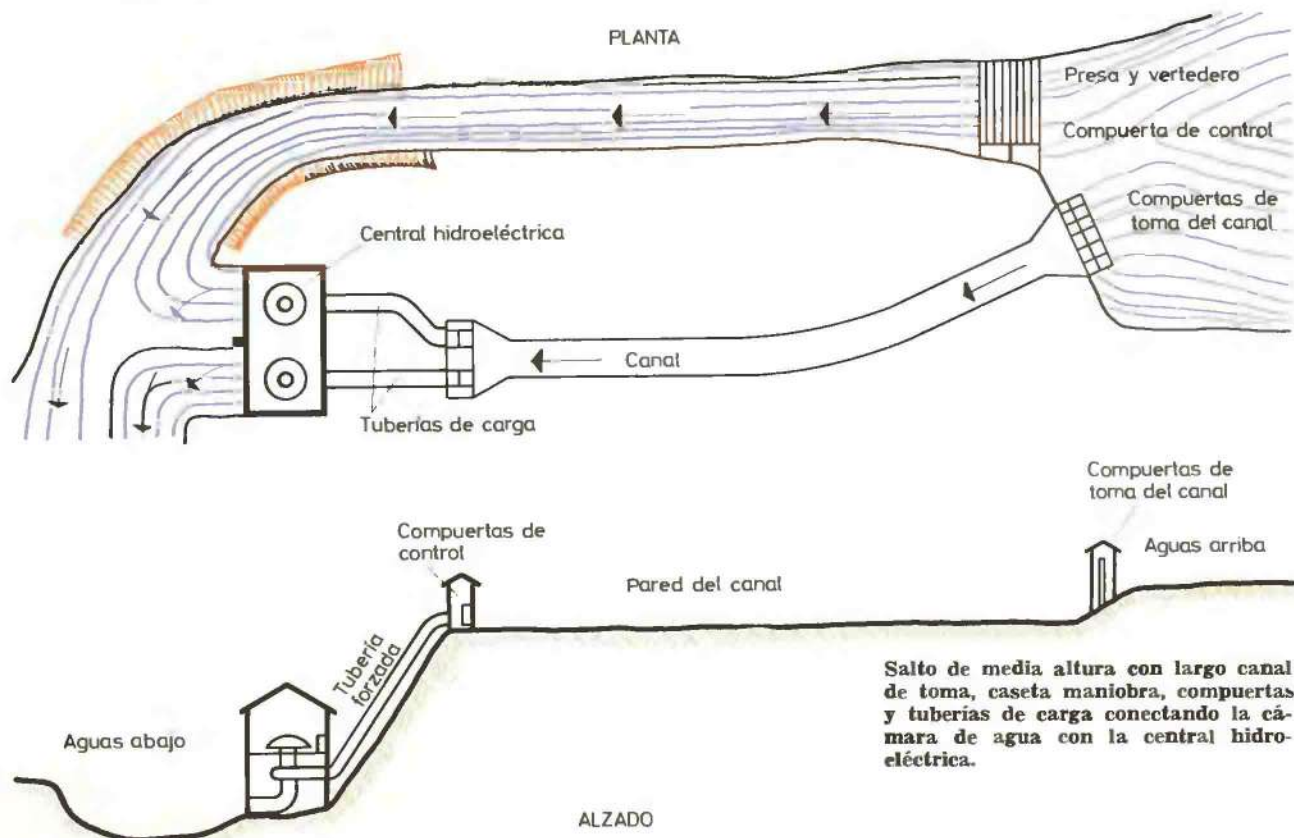 PLANTA
Presa y vertedero
Compuerta de control
Compuertas de
toma del canal
Central hidroeléctrica
Canal
Tuberías de carga
Compuertas de
toma del canal
Compuertas de
control
Aguas arriba
Pared del canal
Tubería
forzada
Aguas abajo
Salto de media altura con largo canal
de toma, caseta maniobra, compuertas
y tuberías de carga conectando la cá-
mara de agua con la central hidro-
eléctrica.
ALZADO